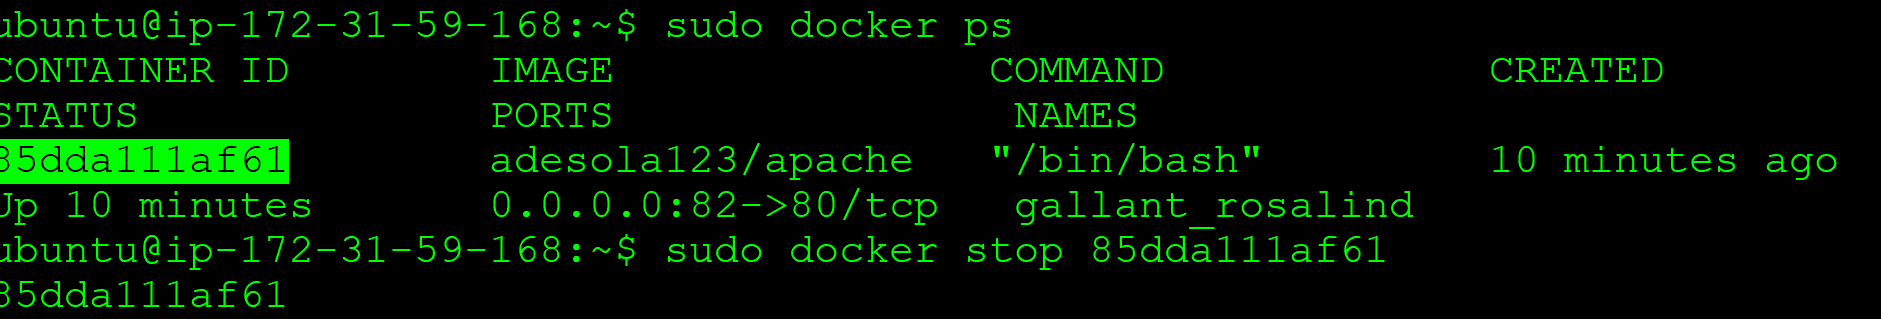 ubuntu@ip-172-31-59-168:~$ sudo docker ps
CONTAINER ID IMAGE COMMAND CREATED
STATUS PORTS NAMES
85dda111af61 adesola123/apache "/bin/bash" 10 minutes ago
Up 10 minutes 0.0.0.0:82->80/tcp gallant_rosalind
ubuntu@ip-172-31-59-168:~$ sudo docker stop 85dda111af61
85dda111af61